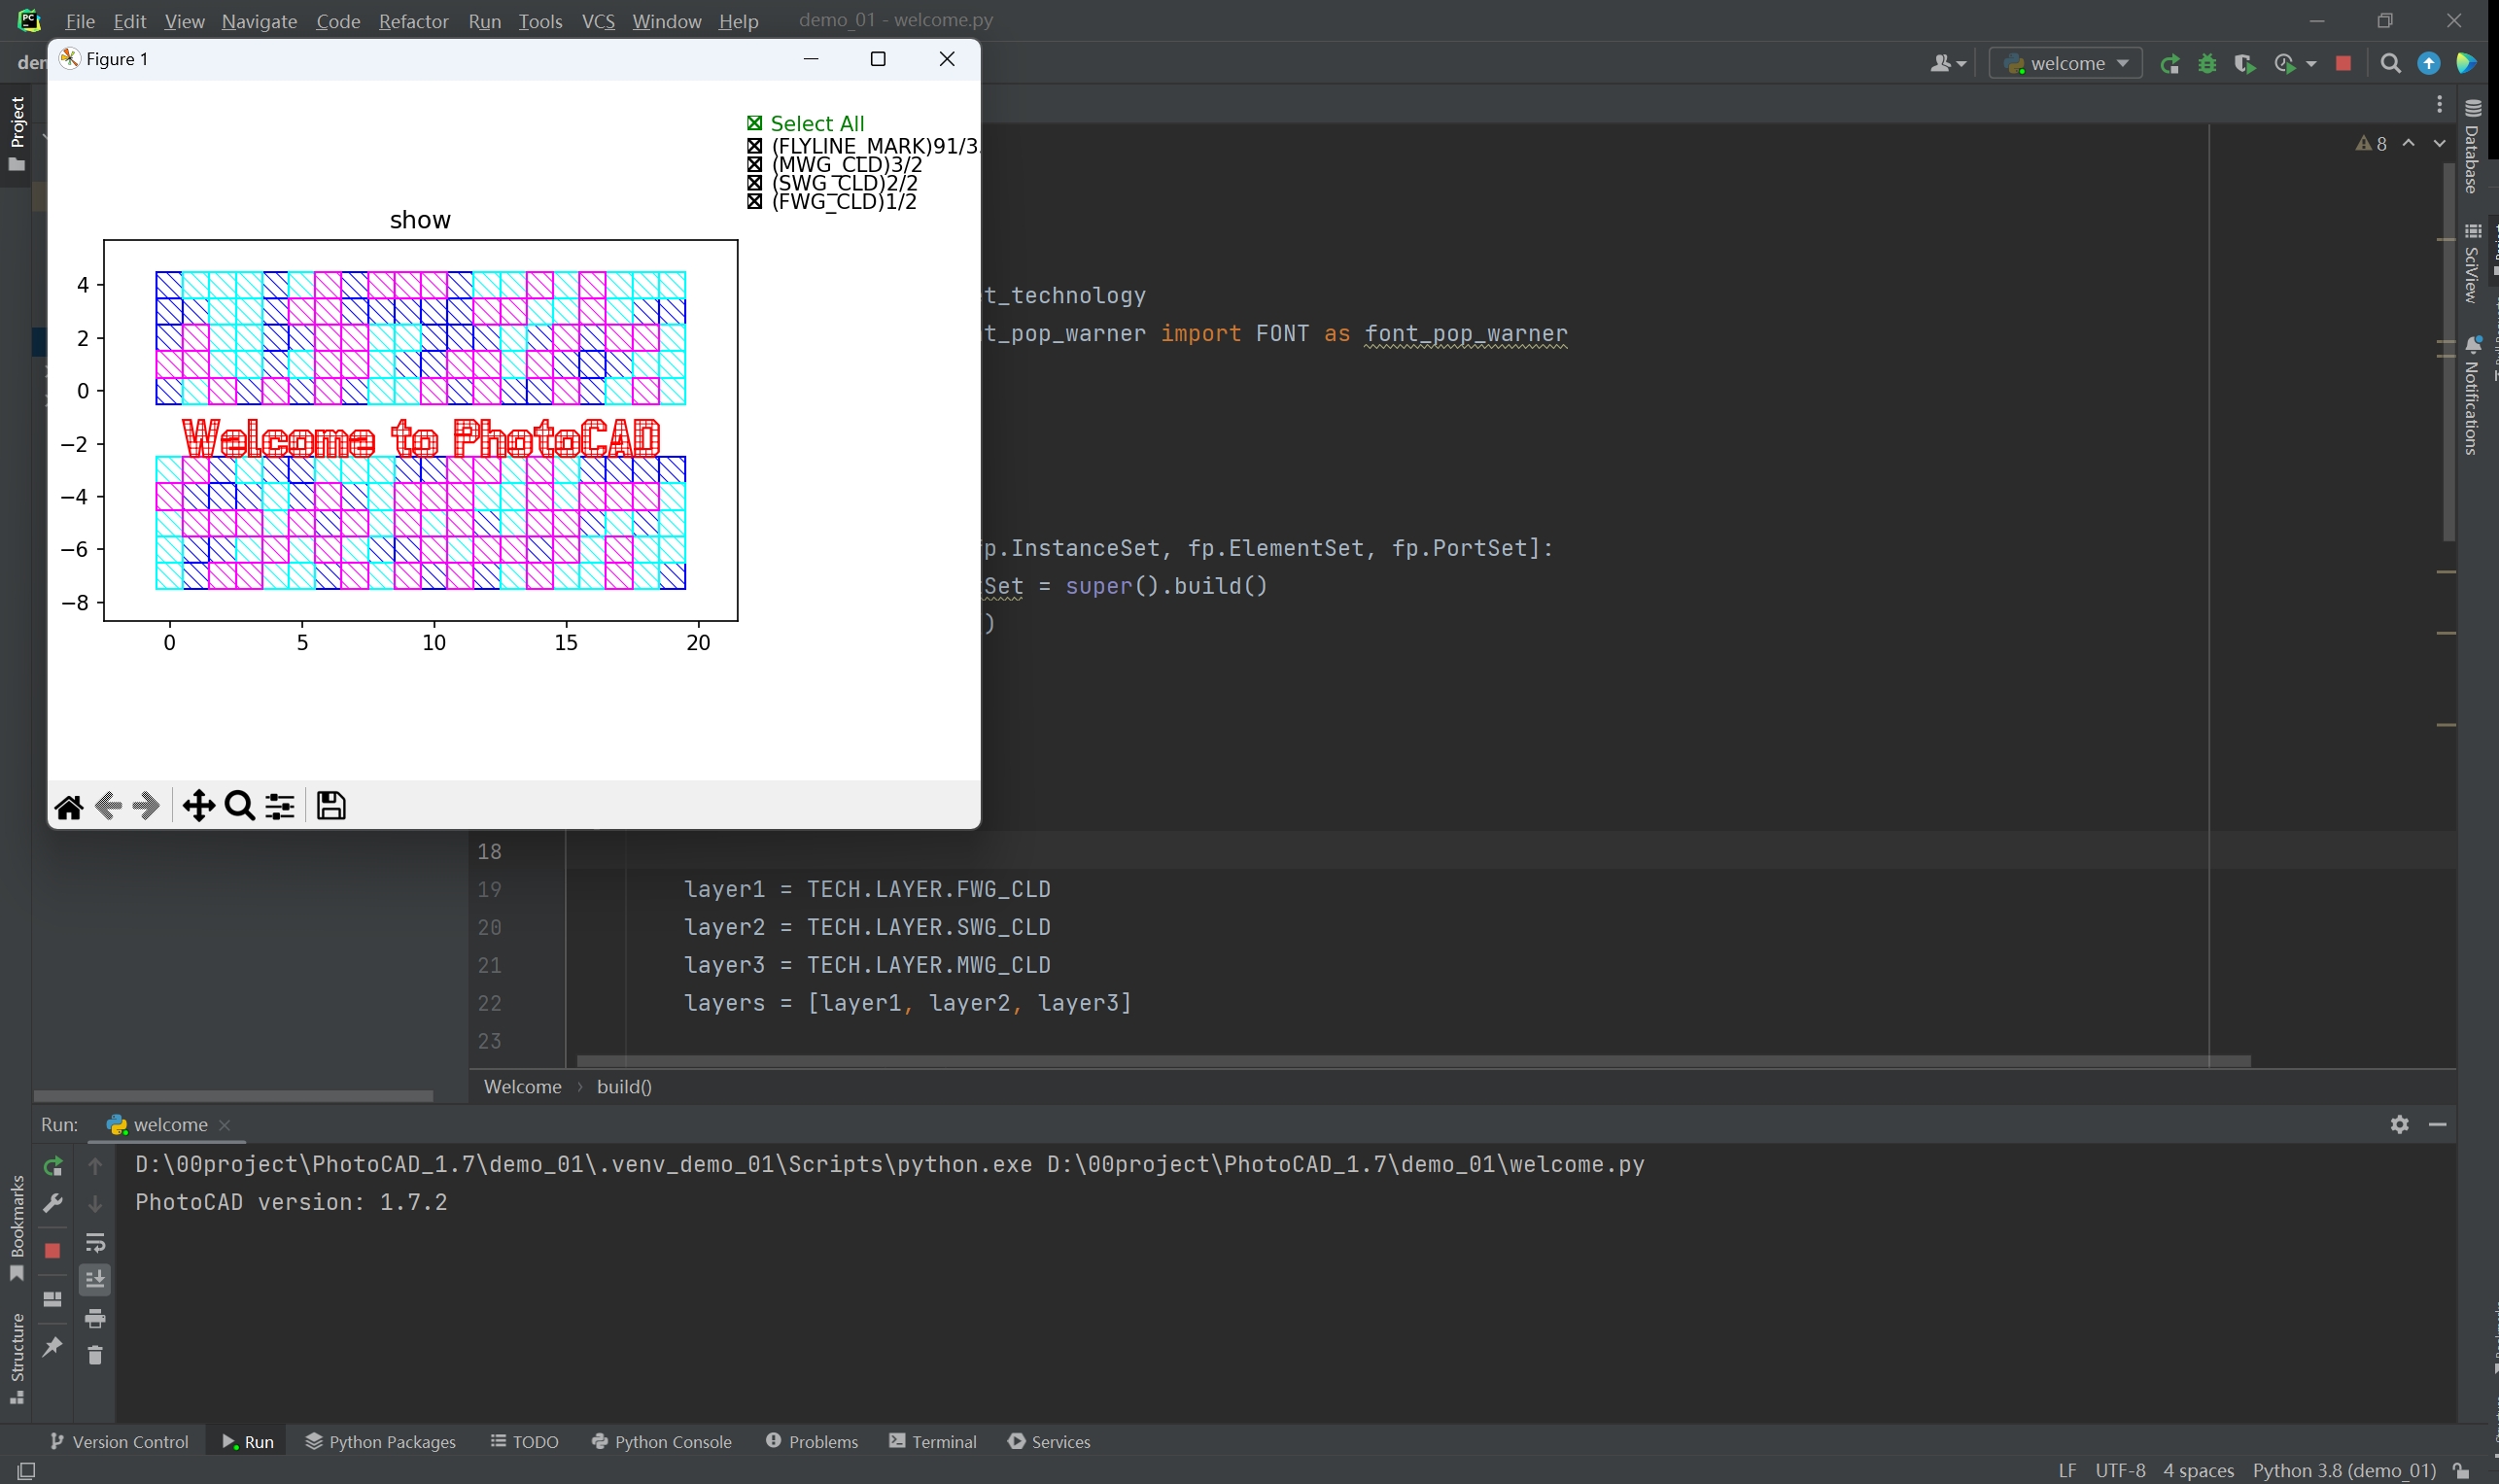 File Edit View Navigate Code Refactor Run Tools VCS Window Help demo_01 - welcome.py
welcome
Figure 1
Select All
(FLYLINE_MARK)91/3
(MWG_CLD)3/2
(SWG_CLD)2/2
(FWG_CLD)1/2
show
4
2
0
−2
−4
−6
−8
0 5 10 15 20
Welcome to PhotoCAD
8
t_technology
t_pop_warner import FONT as font_pop_warner
p.InstanceSet, fp.ElementSet, fp.PortSet]:
Set = super().build()
)
18
19 layer1 = TECH.LAYER.FWG_CLD
20 layer2 = TECH.LAYER.SWG_CLD
21 layer3 = TECH.LAYER.MWG_CLD
22 layers = [layer1, layer2, layer3]
23
Welcome › build()
Project
Bookmarks
Structure
Database
SciView
Notifications
Run: welcome
D:\00project\PhotoCAD_1.7\demo_01\.venv_demo_01\Scripts\python.exe D:\00project\PhotoCAD_1.7\demo_01\welcome.py
PhotoCAD version: 1.7.2
Version Control Run Python Packages TODO Python Console Problems Terminal Services
LF UTF-8 4 spaces Python 3.8 (demo_01)